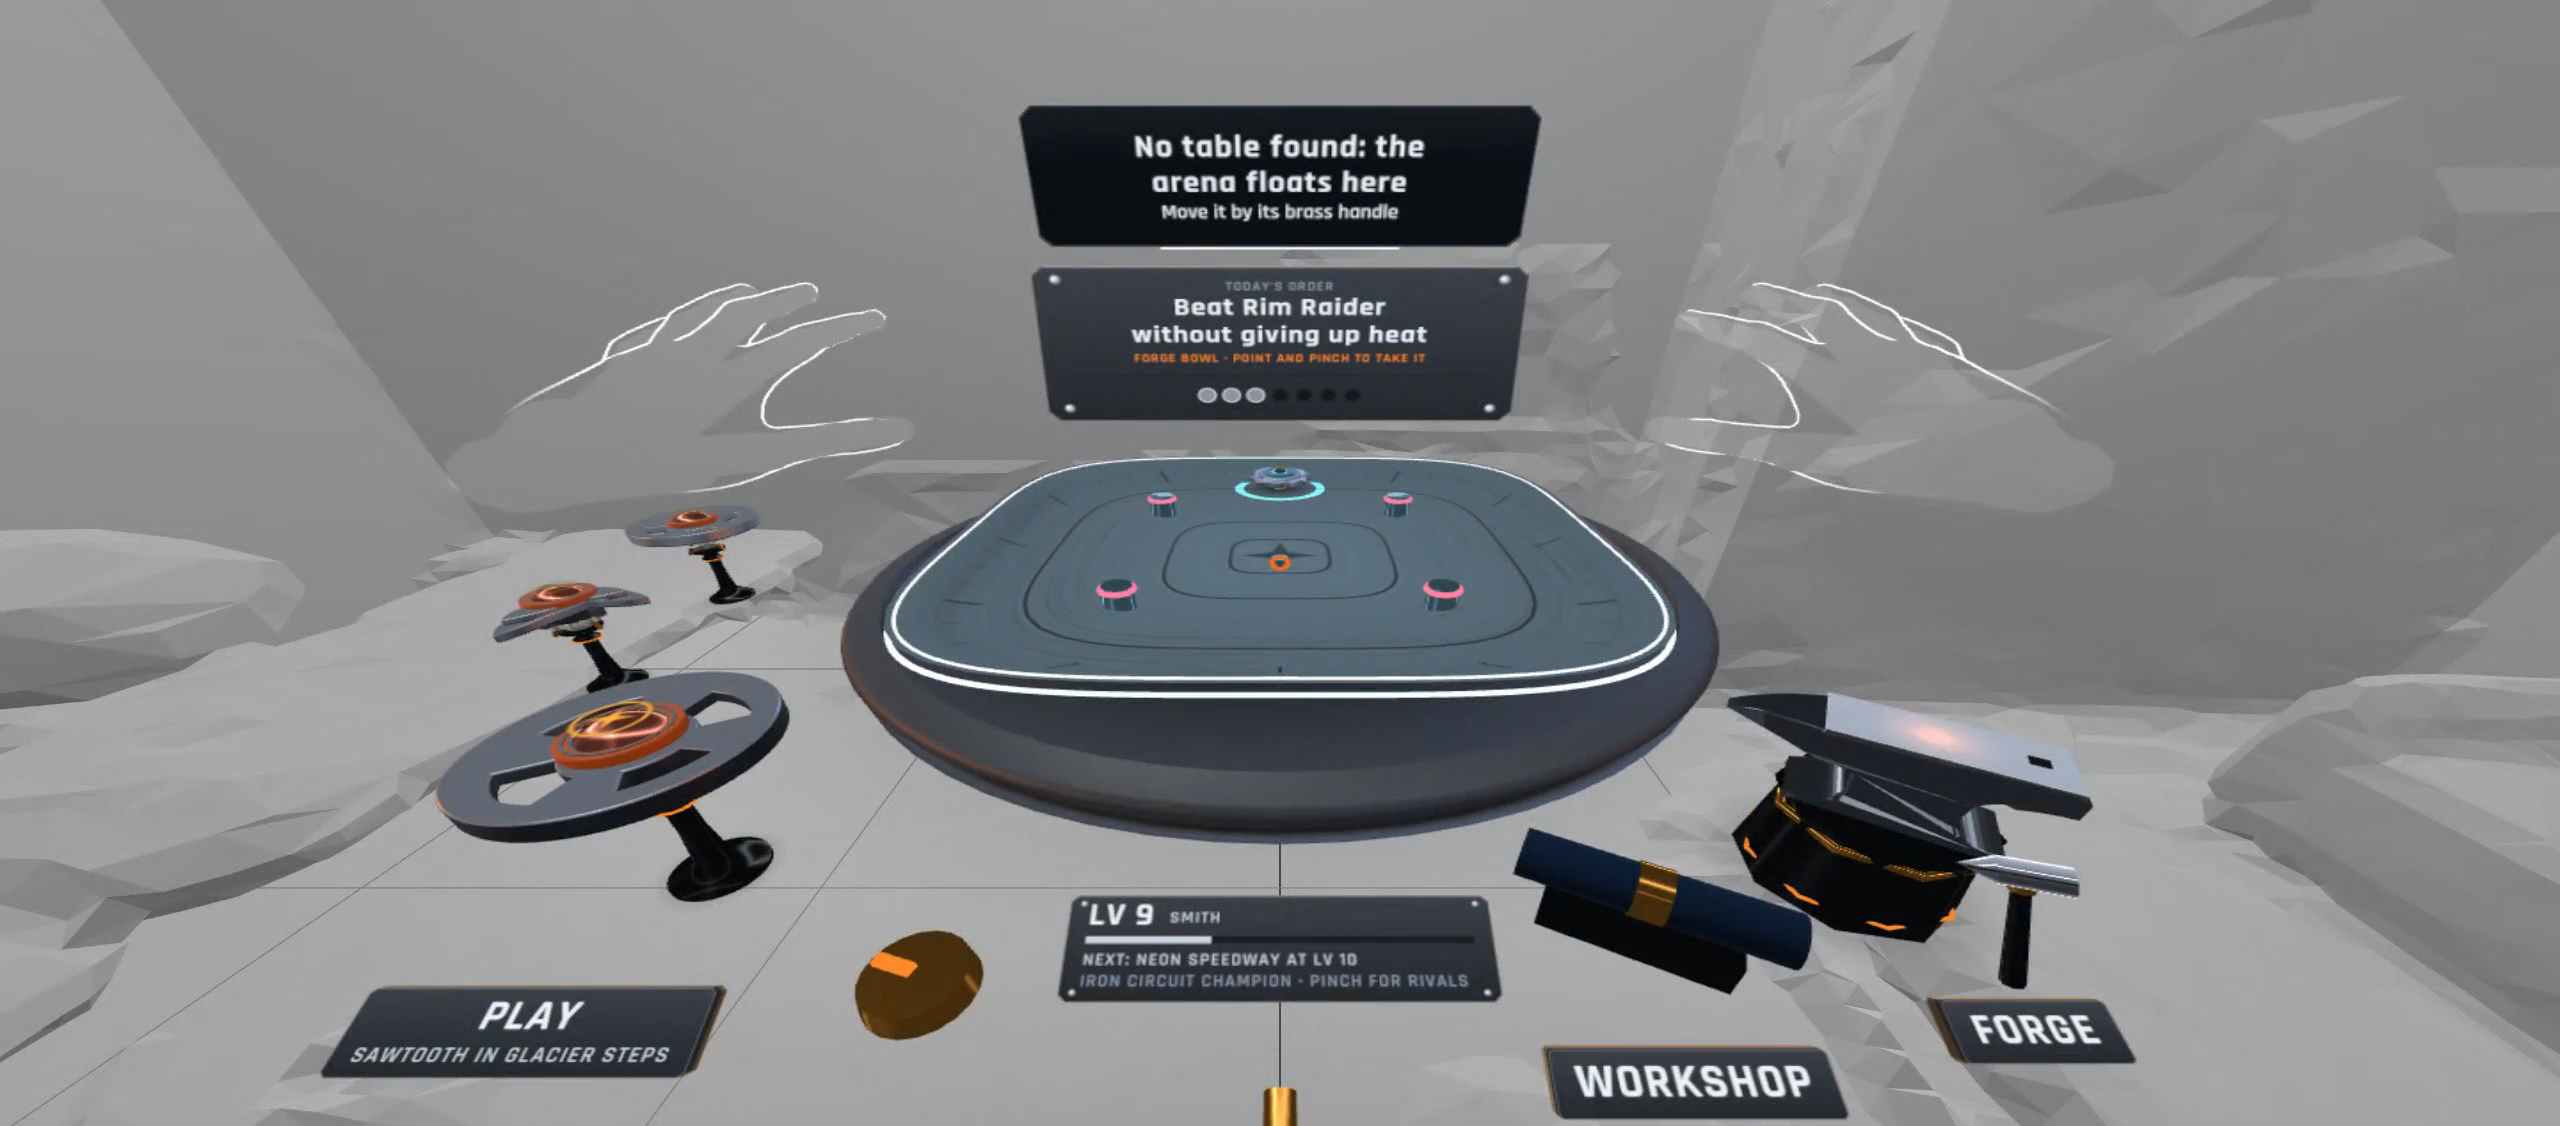 No table found: the
arena floats here
Move it by its brass handle
TODAY'S ORDER
Beat Rim Raider
without giving up heat
FORGE BOWL - POINT AND PINCH TO TAKE IT
LV 9 SMITH
NEXT: NEON SPEEDWAY AT LV 10
IRON CIRCUIT CHAMPION - PINCH FOR RIVALS
PLAY
SAWTOOTH IN GLACIER STEPS
WORKSHOP
FORGE